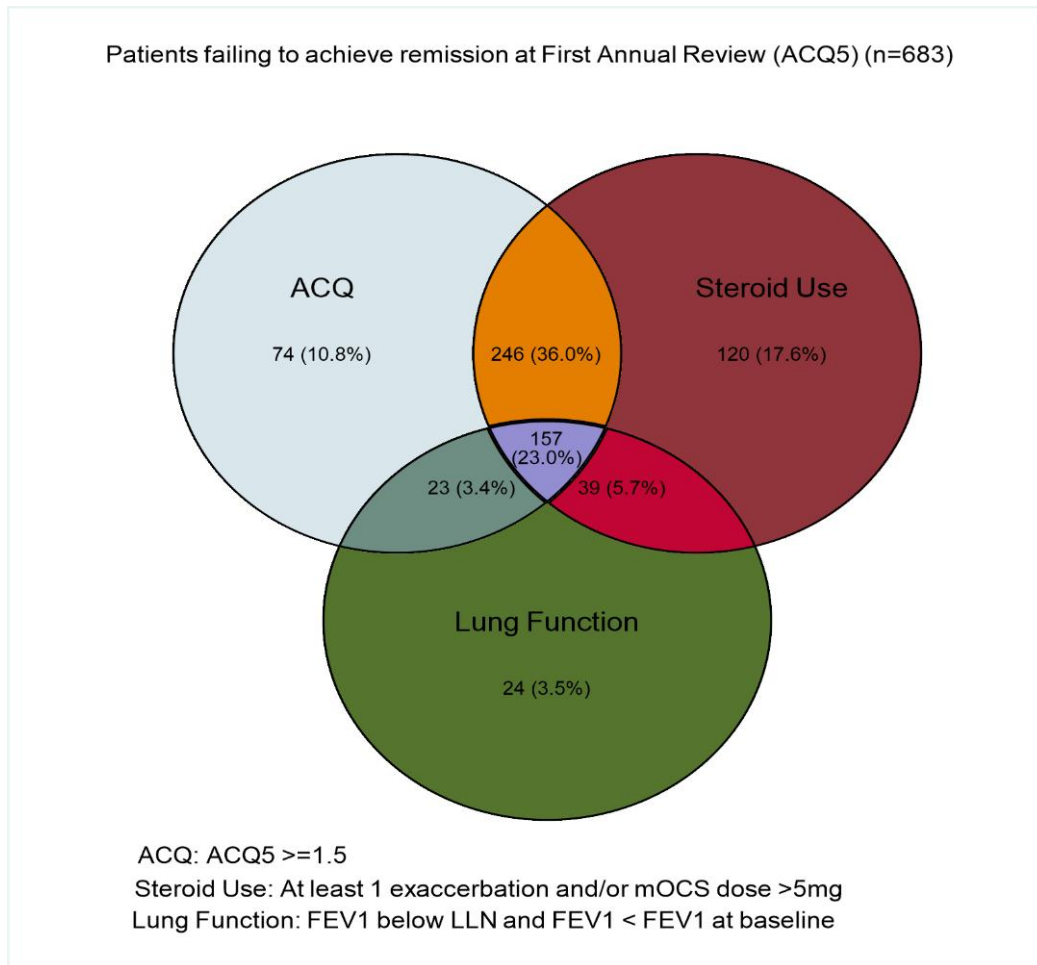 Patients failing to achieve remission at First Annual Review (ACQ5) (n=683)
ACQ
Steroid Use
74 (10.8%)
246 (36.0%)
120 (17.6%)
157
(23.0%)
23 (3.4%)
39 (5.7%)
Lung Function
24 (3.5%)
ACQ: ACQ5 >=1.5
Steroid Use: At least 1 exaccerbation and/or mOCS dose >5mg
Lung Function: FEV1 below LLN and FEV1 < FEV1 at baseline